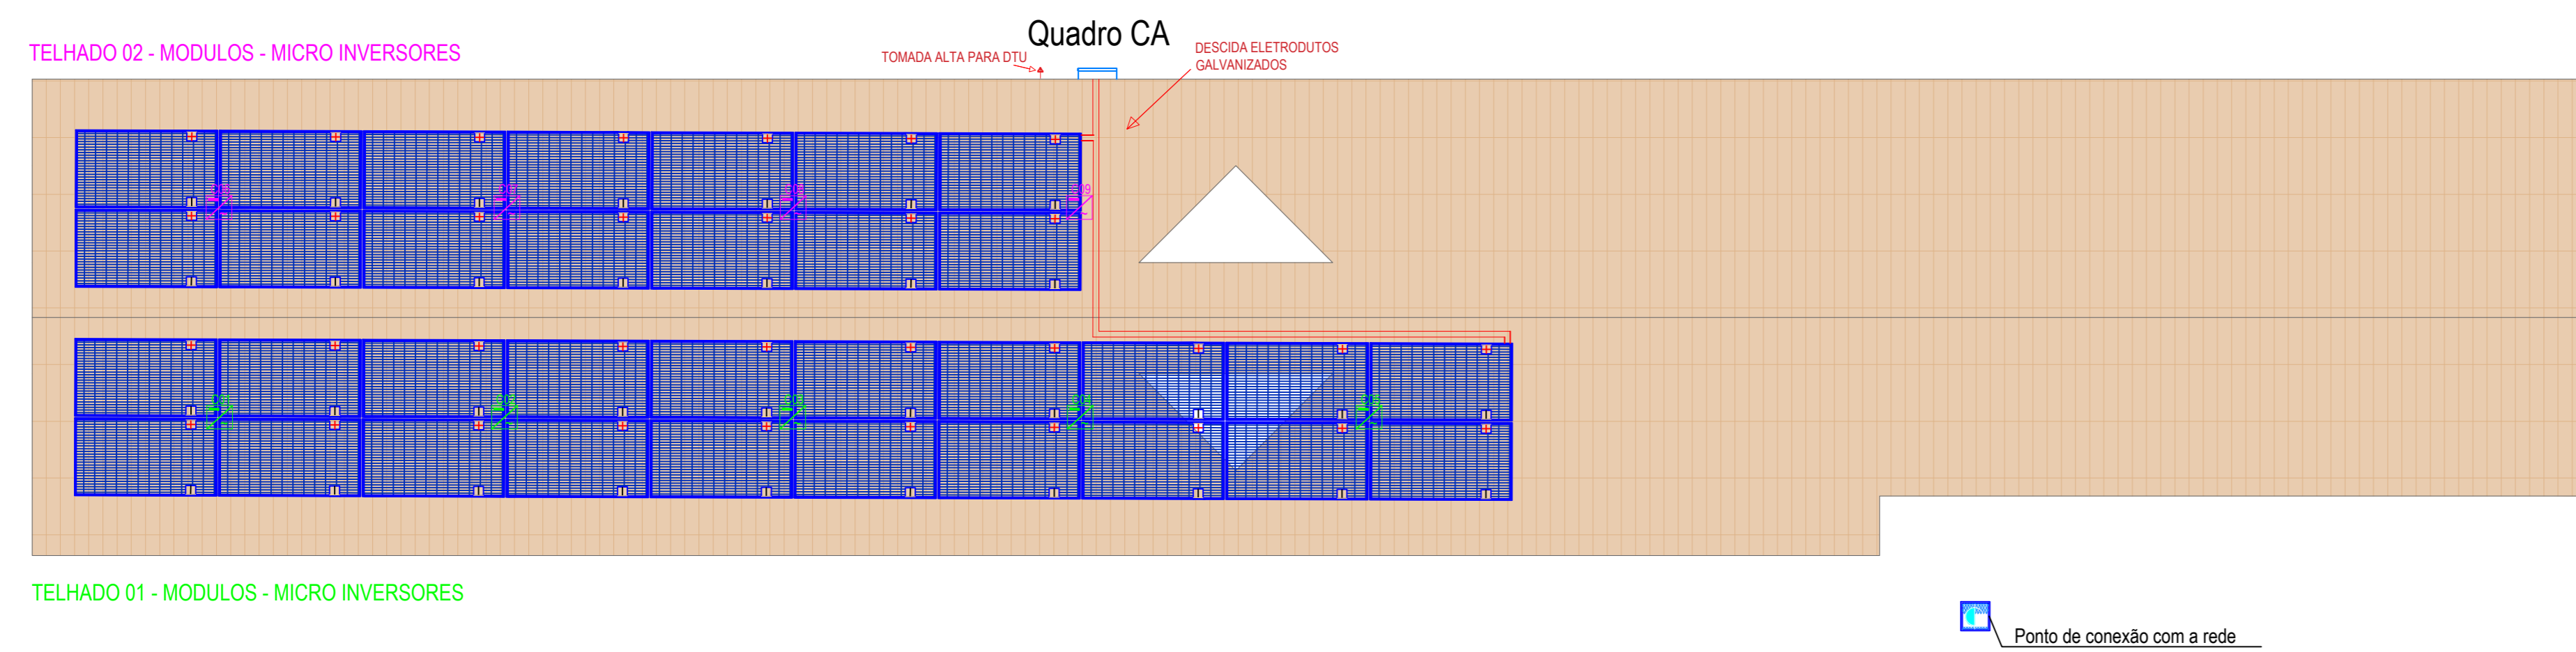 Quadro CA
TELHADO 02 - MODULOS - MICRO INVERSORES
TOMADA ALTA PARA DTU
DESCIDA ELETRODUTOS
GALVANIZADOS
TELHADO 01 - MODULOS - MICRO INVERSORES
Ponto de conexão com a rede